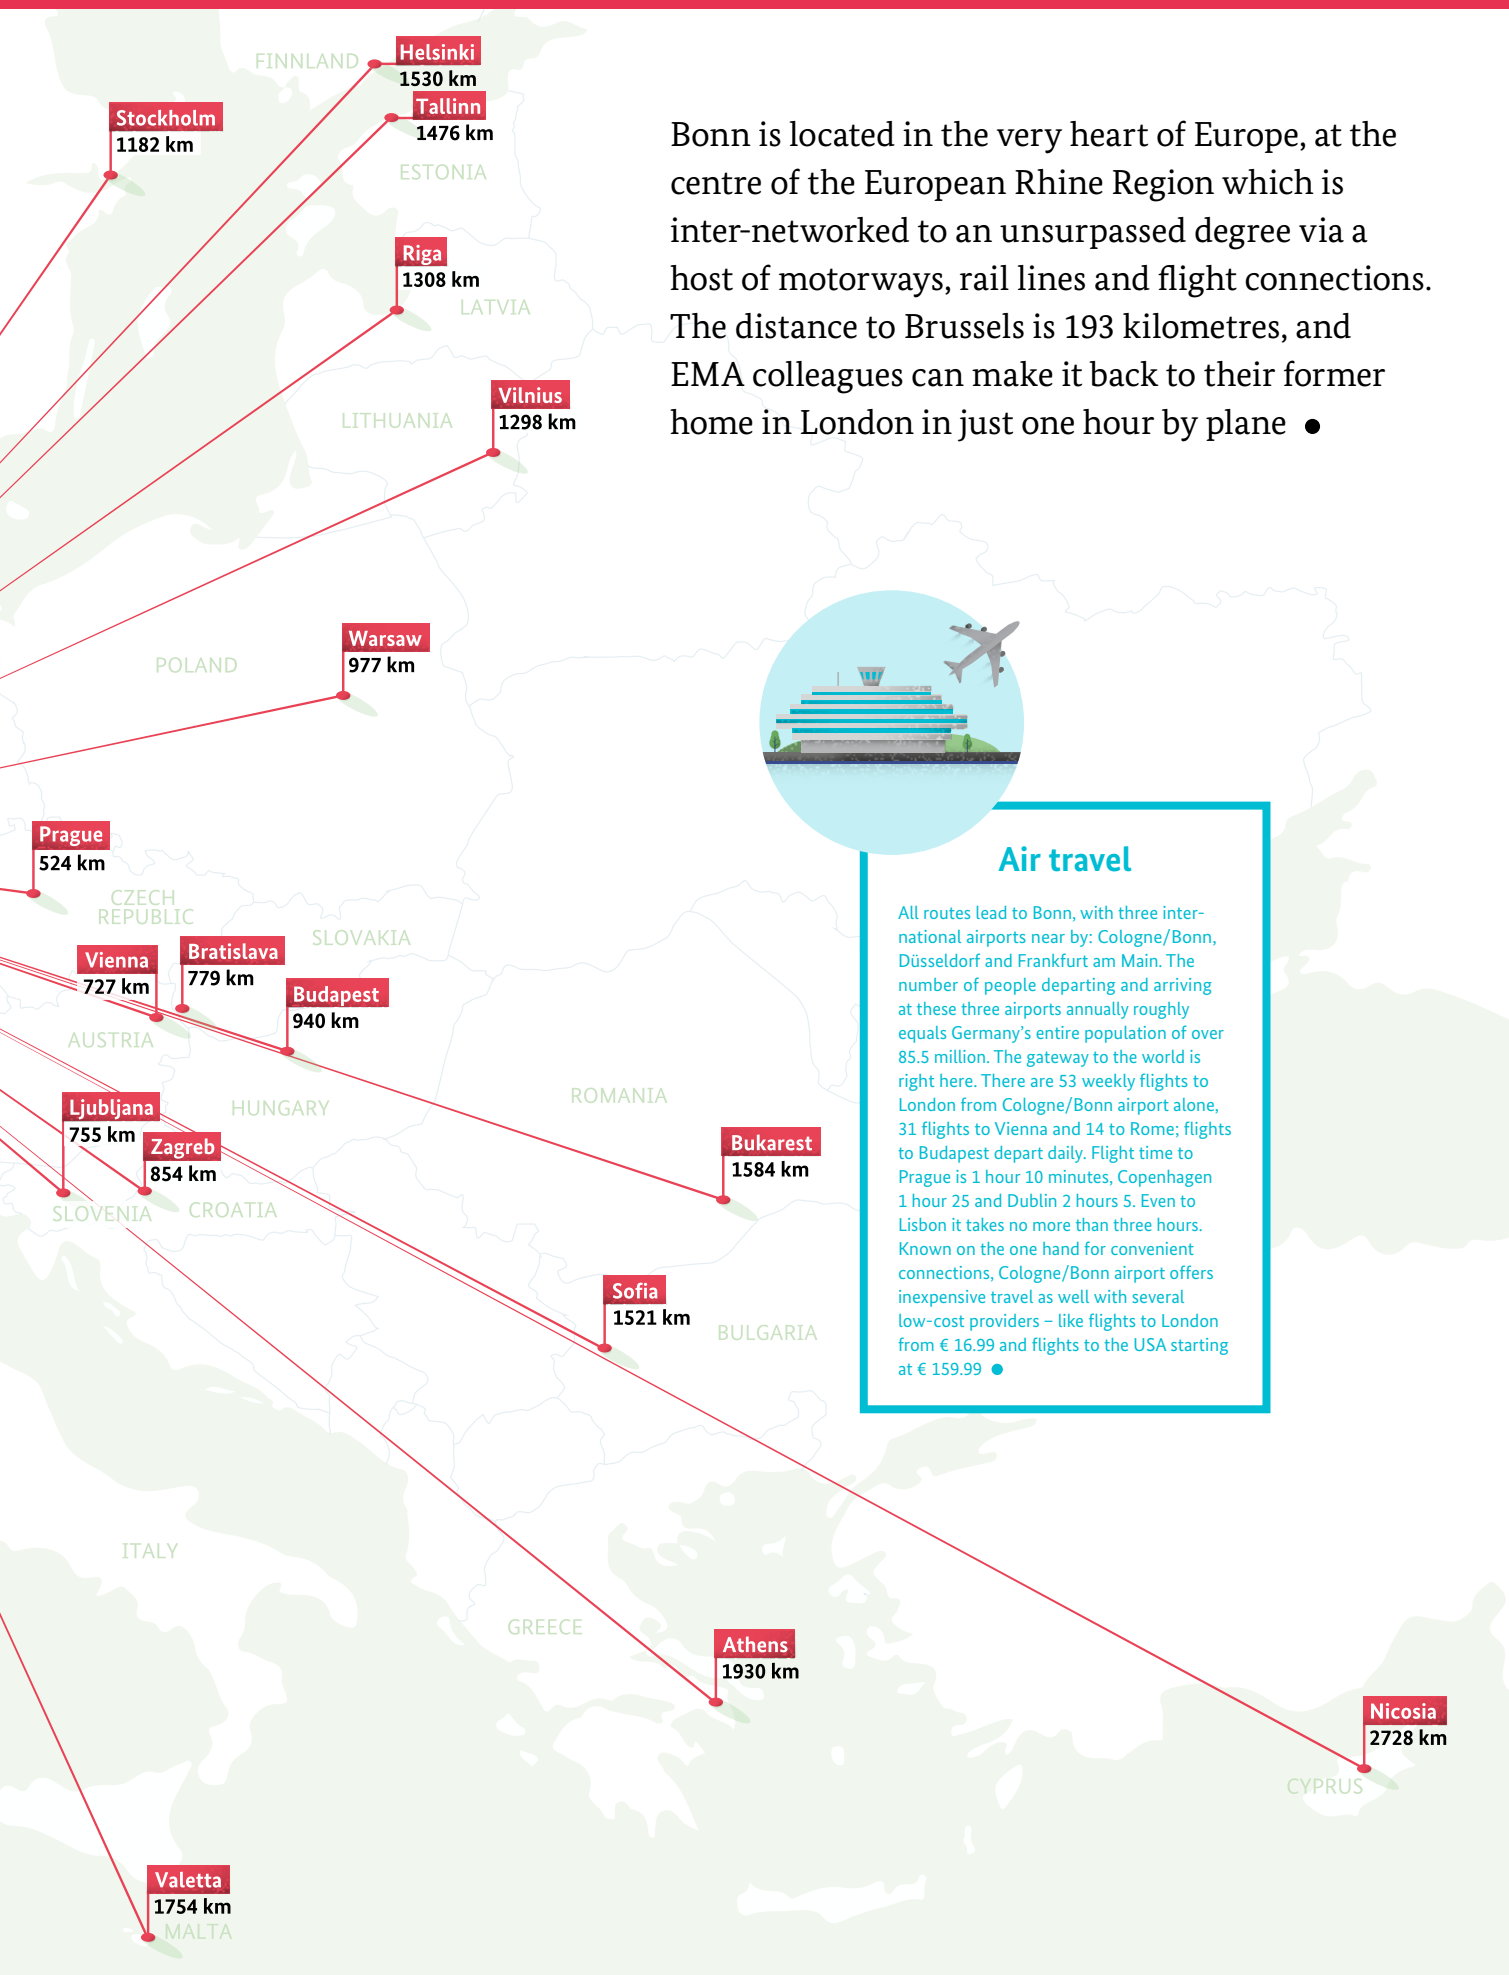 FINNLAND
Helsinki
1530 km
Tallinn
1476 km
Stockholm
1182 km
ESTONIA
Bonn is located in the very heart of Europe, at the
centre of the European Rhine Region which is
inter-networked to an unsurpassed degree via a
host of motorways, rail lines and flight connections.
The distance to Brussels is 193 kilometres, and
EMA colleagues can make it back to their former
home in London in just one hour by plane ●
Riga
1308 km
LATVIA
Vilnius
1298 km
LITHUANIA
Warsaw
977 km
POLAND
Prague
524 km
CZECH
REPUBLIC
SLOVAKIA
Vienna
727 km
Bratislava
779 km
Budapest
940 km
AUSTRIA
HUNGARY
ROMANIA
Ljubljana
755 km
Zagreb
854 km
SLOVENIA
CROATIA
Bukarest
1584 km
Sofia
1521 km
BULGARIA
Air travel
All routes lead to Bonn, with three inter-
national airports near by: Cologne/Bonn,
Düsseldorf and Frankfurt am Main. The
number of people departing and arriving
at these three airports annually roughly
equals Germany's entire population of over
85.5 million. The gateway to the world is
right here. There are 53 weekly flights to
London from Cologne/Bonn airport alone,
31 flights to Vienna and 14 to Rome; flights
to Budapest depart daily. Flight time to
Prague is 1 hour 10 minutes, Copenhagen
1 hour 25 and Dublin 2 hours 5. Even to
Lisbon it takes no more than three hours.
Known on the one hand for convenient
connections, Cologne/Bonn airport offers
inexpensive travel as well with several
low-cost providers – like flights to London
from € 16.99 and flights to the USA starting
at € 159.99 ●
ITALY
GREECE
Athens
1930 km
Nicosia
2728 km
CYPRUS
Valetta
1754 km
MALTA